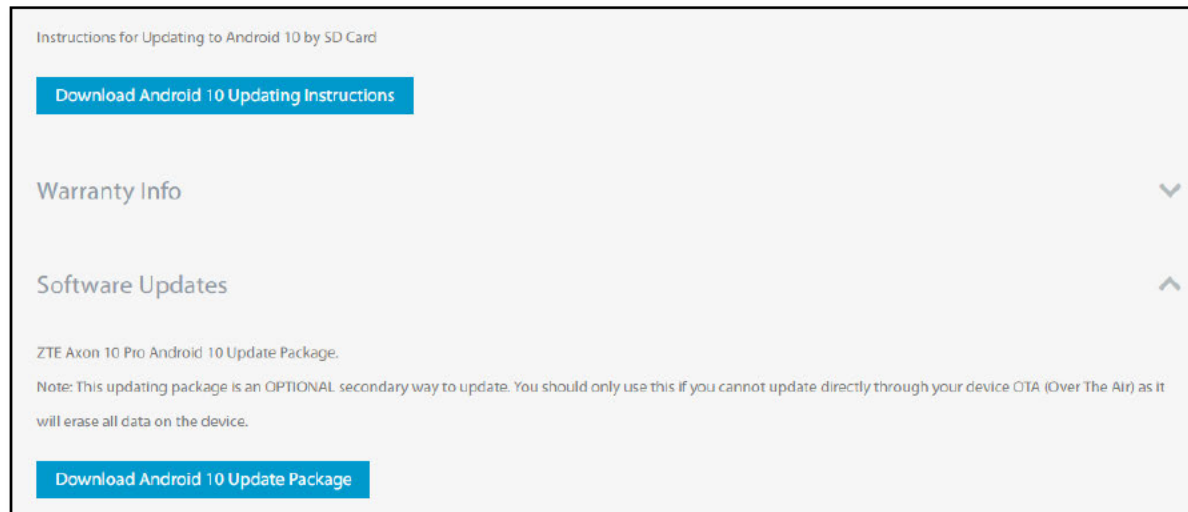 Instructions for Updating to Android 10 by SD Card
Download Android 10 Updating Instructions
Warranty Info
Software Updates
ZTE Axon 10 Pro Android 10 Update Package.
Note: This updating package is an OPTIONAL secondary way to update. You should only use this if you cannot update directly through your device OTA (Over The Air) as it
will erase all data on the device.
Download Android 10 Update Package